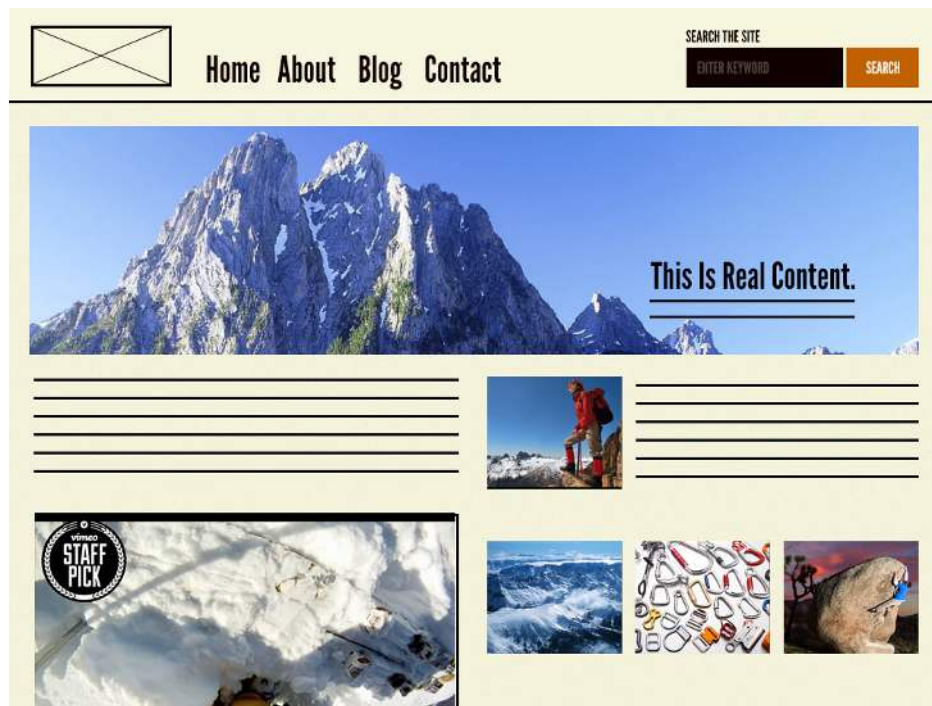 SEARCH THE SITE
Home About Blog Contact
ENTER KEYWORD
SEARCH
This Is Real Content.
vimeo
STAFF
PICK